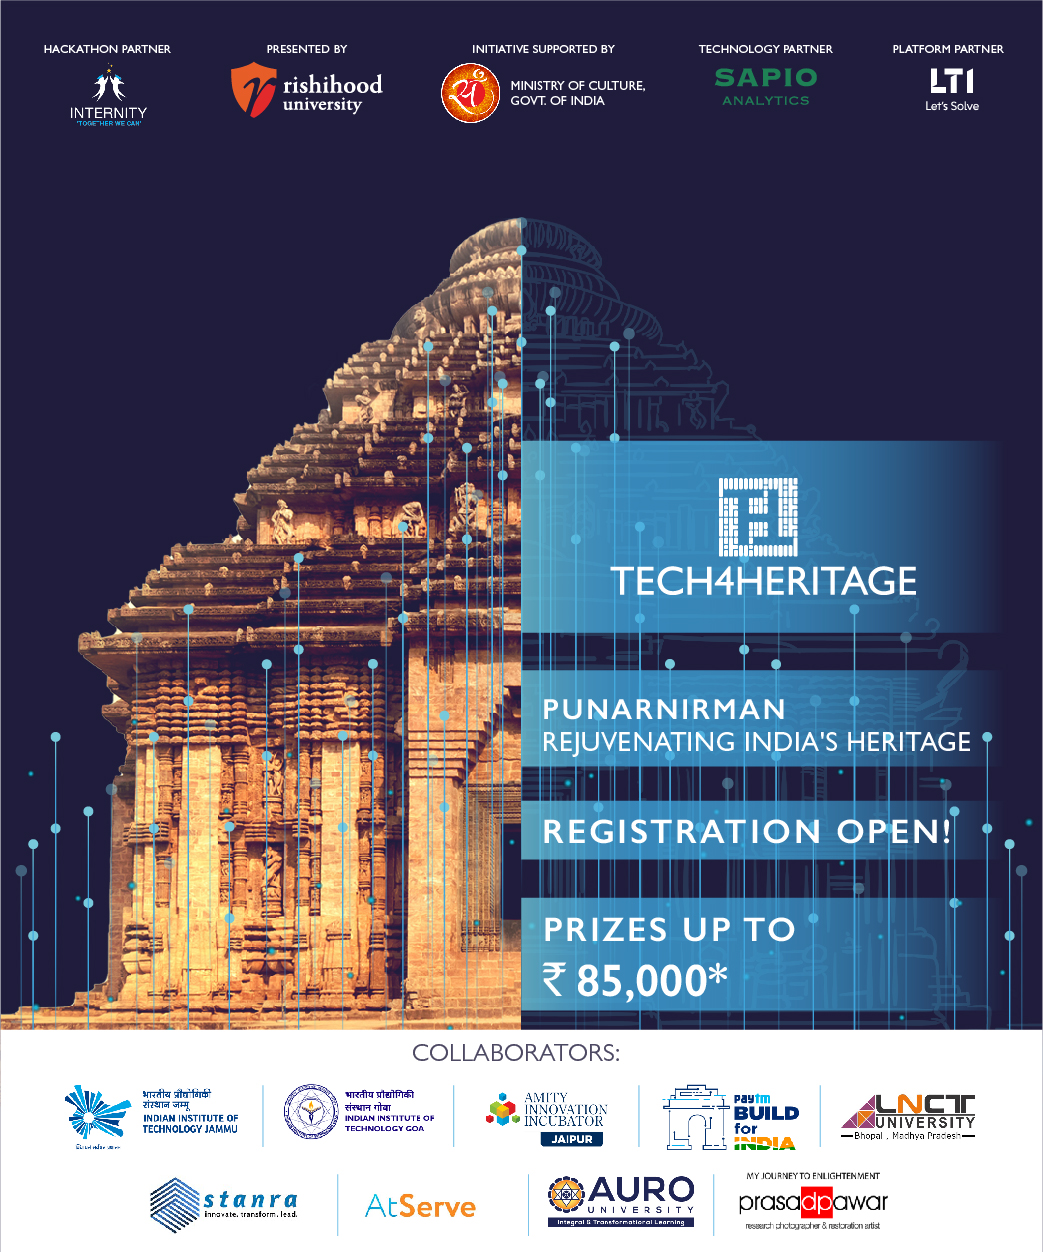 HACKATHON PARTNER
INTERNITY
"TOGETHER WE CAN"
PRESENTED BY
rishihood
university
INITIATIVE SUPPORTED BY
MINISTRY OF CULTURE,
GOVT. OF INDIA
TECHNOLOGY PARTNER
SAPIO
ANALYTICS
PLATFORM PARTNER
LTI
Let's Solve
TECH4HERITAGE
PUNARNIRMAN
REJUVENATING INDIA'S HERITAGE
REGISTRATION OPEN!
PRIZES UP TO
₹ 85,000*
COLLABORATORS:
भारतीय प्रौद्योगिकी
संस्थान जम्मू
INDIAN INSTITUTE OF
TECHNOLOGY JAMMU
भारतीय प्रौद्योगिकी
संस्थान गोवा
INDIAN INSTITUTE OF
TECHNOLOGY GOA
AMITY
INNOVATION
INCUBATOR
JAIPUR
paytm
BUILD
for
INDIA
LNCT
UNIVERSITY
Bhopal , Madhya Pradesh
stanra
innovate. transform. lead.
AtServe
AURO
UNIVERSITY
Integral & Transformational Learning
MY JOURNEY TO ENLIGHTENMENT
prasadpawar
research photographer & restoration artist